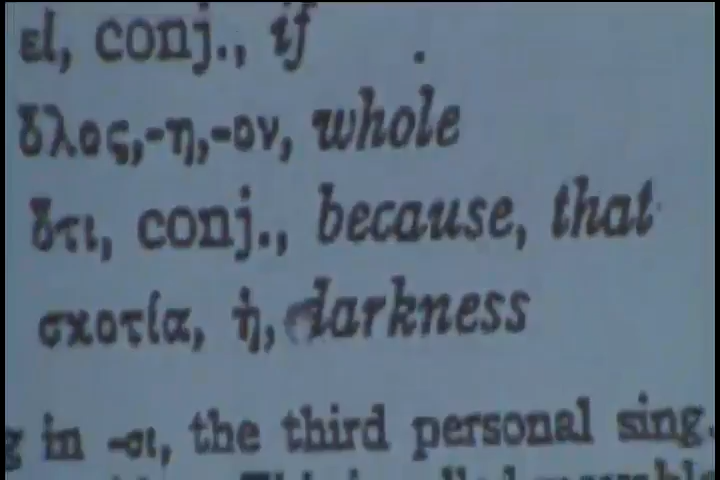 εἰ, conj., if
ὅλος,-η,-ον, whole
ὅτι, conj., because, that
σκοτία, ἡ, darkness
in -σι, the third personal sing.